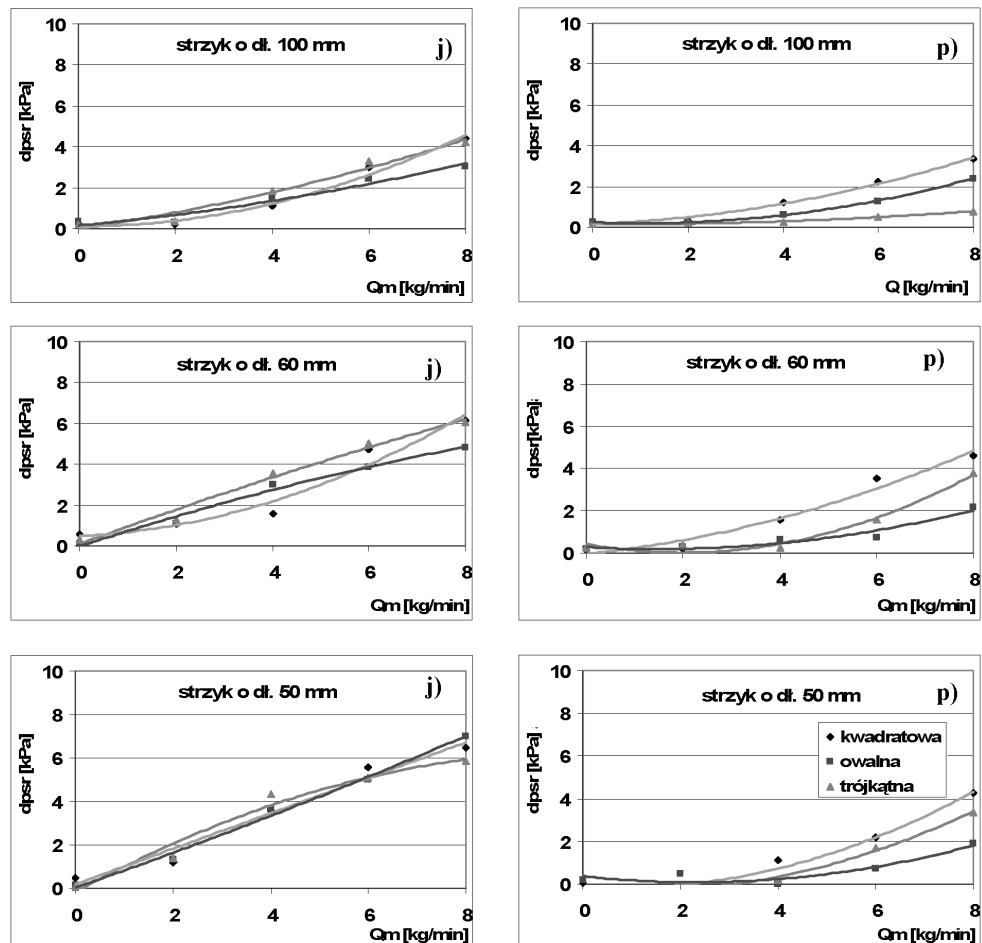 strzyk o dł. 100 mm
j)
dpsr [kPa]
10
8
6
4
2
0
0 2 4 6 8
Qm [kg/min]
strzyk o dł. 100 mm
p)
dpsr [kPa]
10
8
6
4
2
0
0 2 4 6 8
Q [kg/min]
strzyk o dł. 60 mm
j)
dpsr [kPa]
10
8
6
4
2
0
0 2 4 6 8
Qm [kg/min]
strzyk o dł. 60 mm
p)
dpsr[kPa]
10
8
6
4
2
0
0 2 4 6 8
Qm [kg/min]
strzyk o dł. 50 mm
j)
dpsr [kPa]
10
8
6
4
2
0
0 2 4 6 8
Qm [kg/min]
strzyk o dł. 50 mm
p)
dpsr [kPa]
10
8
6
4
2
0
kwadratowa
owalna
trójkątna
0 2 4 6 8
Qm [kg/min]